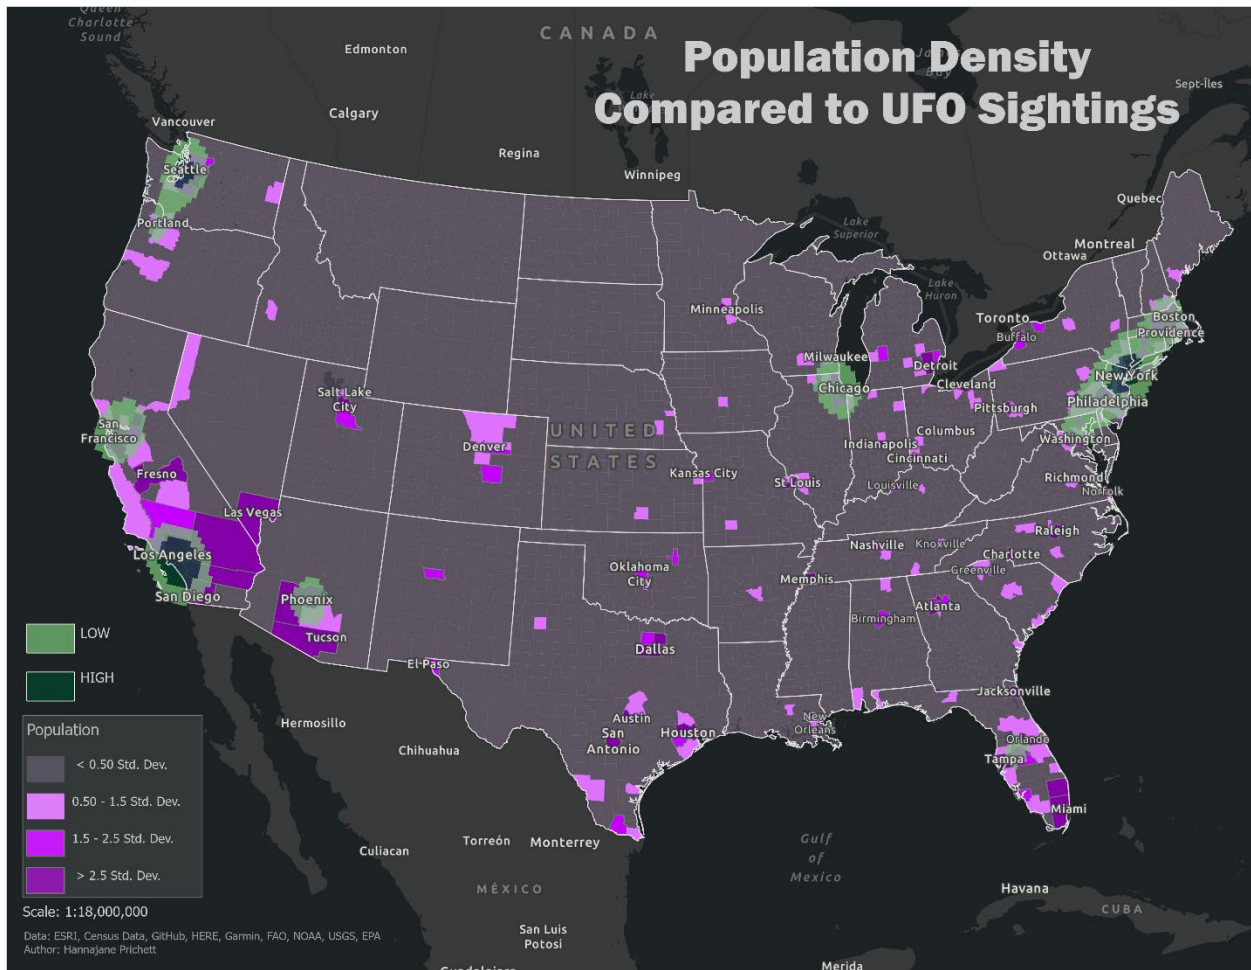 Queen
Charlotte
Sound
CANADA
Population Density
Compared to UFO Sightings
Edmonton
Calgary
Sept-Îles
Vancouver
Regina
Winnipeg
Seattle
Portland
Quebec
Lake
Superior
Montreal
Ottawa
Lake
Huron
Minneapolis
Toronto
Buffalo
Boston
Providence
Milwaukee
Detroit
Chicago
Cleveland
New York
Salt Lake
City
Philadelphia
Pittsburgh
San
Francisco
UNITED
STATES
Denver
Columbus
Indianapolis
Cincinnati
Washington
Fresno
Kansas City
St Louis
Louisville
Richmond
Norfolk
Las Vegas
Raleigh
Nashville
Knoxville
Charlotte
Greenville
Los Angeles
Oklahoma
City
Memphis
San Diego
Phoenix
Birmingham
Atlanta
Tucson
Dallas
El Paso
LOW
HIGH
Jacksonville
Austin
San
Antonio
Houston
New
Orleans
Orlando
Tampa
Miami
Hermosillo
Chihuahua
Population
< 0.50 Std. Dev.
0.50 - 1.5 Std. Dev.
1.5 - 2.5 Std. Dev.
> 2.5 Std. Dev.
Torreón
Monterrey
Culiacan
Gulf
of
Mexico
MÉXICO
Havana
CUBA
Scale: 1:18,000,000
San Luis
Potosi
Data: ESRI, Census Data, GitHub, HERE, Garmin, FAO, NOAA, USGS, EPA
Author: Hannajane Prichett
Merida